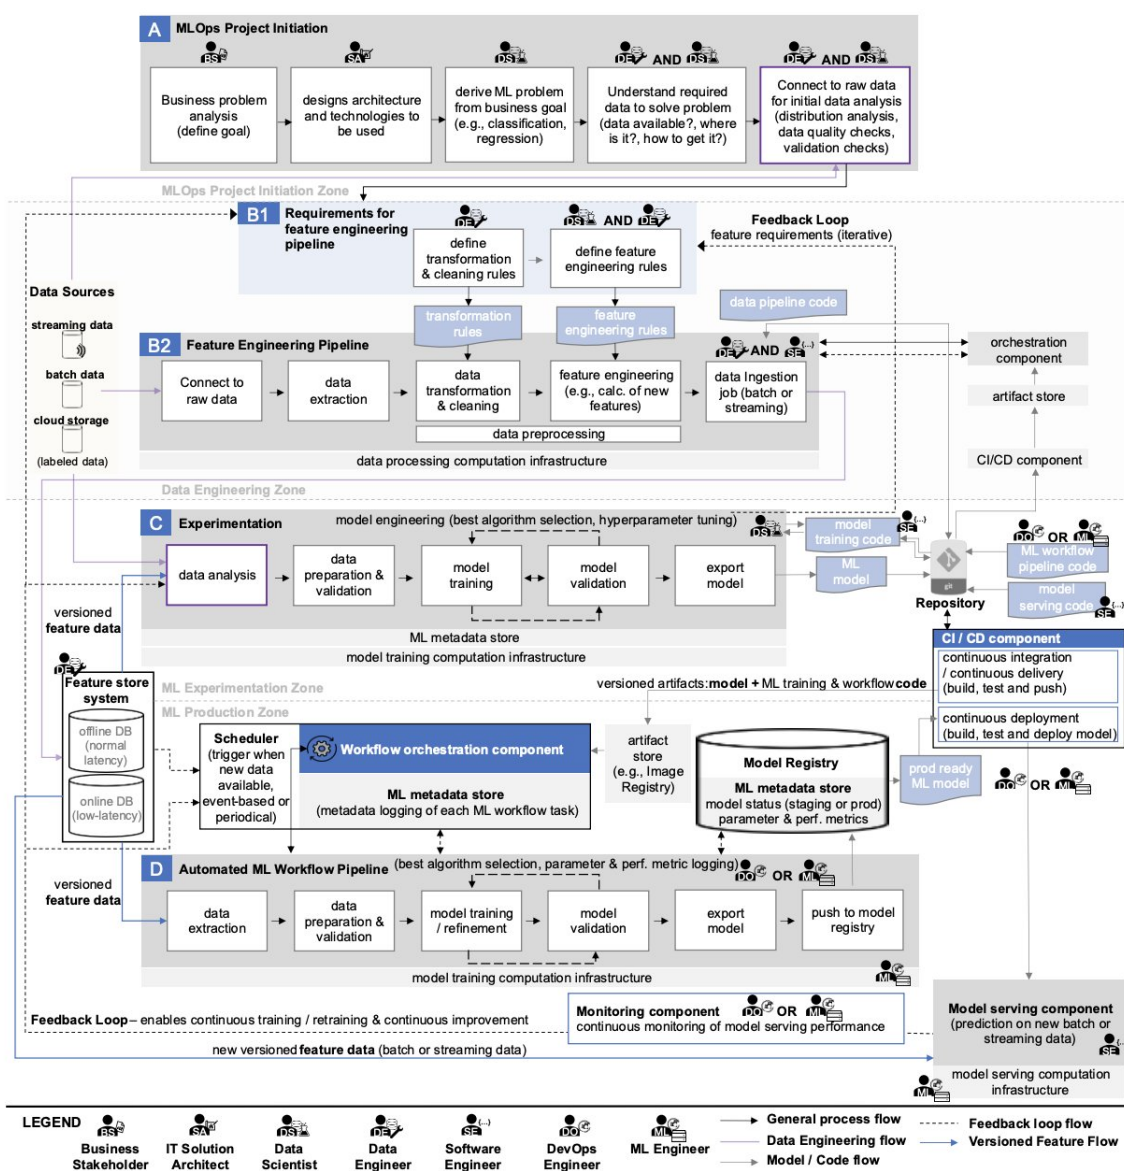 A
MLOps Project Initiation
BS
SA
DS
DE AND DS
DE AND DS
Business problem
analysis
(define goal)
designs architecture
and technologies to
be used
derive ML problem
from business goal
(e.g., classification,
regression)
Understand required
data to solve problem
(data available?, where
is it?, how to get it?)
Connect to raw data
for initial data analysis
(distribution analysis,
data quality checks,
validation checks)
MLOps Project Initiation Zone
B1
Requirements for
feature engineering
pipeline
DE
DS AND DE
define
transformation
& cleaning rules
define feature
engineering rules
Feedback Loop
feature requirements (iterative)
Data Sources
streaming data
batch data
cloud storage
(labeled data)
transformation
rules
feature
engineering rules
data pipeline code
B2
Feature Engineering Pipeline
DE AND SE {...}
Connect to
raw data
data
extraction
data
transformation
& cleaning
feature engineering
(e.g., calc. of new
features)
data Ingestion
job (batch or
streaming)
data preprocessing
data processing computation infrastructure
orchestration
component
artifact store
CI/CD component
Data Engineering Zone
C
Experimentation
model engineering (best algorithm selection, hyperparameter tuning)
DS
data analysis
data
preparation &
validation
model
training
model
validation
export
model
ML metadata store
model training computation infrastructure
model
training code
SE {...}
ML
model
git
Repository
DO OR ML
ML workflow
pipeline code
model
serving code
SE {...}
versioned
feature data
CI / CD component
continuous integration
/ continuous delivery
(build, test and push)
continuous deployment
(build, test and deploy model)
DE
Feature store
system
offline DB
(normal
latency)
online DB
(low-latency)
ML Experimentation Zone
ML Production Zone
versioned artifacts: model + ML training & workflow code
Scheduler
(trigger when
new data
available,
event-based or
periodical)
Workflow orchestration component
ML metadata store
(metadata logging of each ML workflow task)
artifact
store
(e.g., Image
Registry)
Model Registry
ML metadata store
model status (staging or prod)
parameter & perf. metrics
prod ready
ML model
DO OR ML
versioned
feature data
D
Automated ML Workflow Pipeline
(best algorithm selection, parameter & perf. metric logging)
DO OR ML
data
extraction
data
preparation &
validation
model training
/ refinement
model
validation
export
model
push to model
registry
model training computation infrastructure
ML
Feedback Loop – enables continuous training / retraining & continuous improvement
Monitoring component
DO OR ML
continuous monitoring of model serving performance
new versioned feature data (batch or streaming data)
Model serving component
(prediction on new batch or
streaming data)
SE {...}
model serving computation
infrastructure
ML
LEGEND
BS
Business
Stakeholder
SA
IT Solution
Architect
DS
Data
Scientist
DE
Data
Engineer
SE {...}
Software
Engineer
DO
DevOps
Engineer
ML
ML Engineer
General process flow
Data Engineering flow
Model / Code flow
Feedback loop flow
Versioned Feature Flow